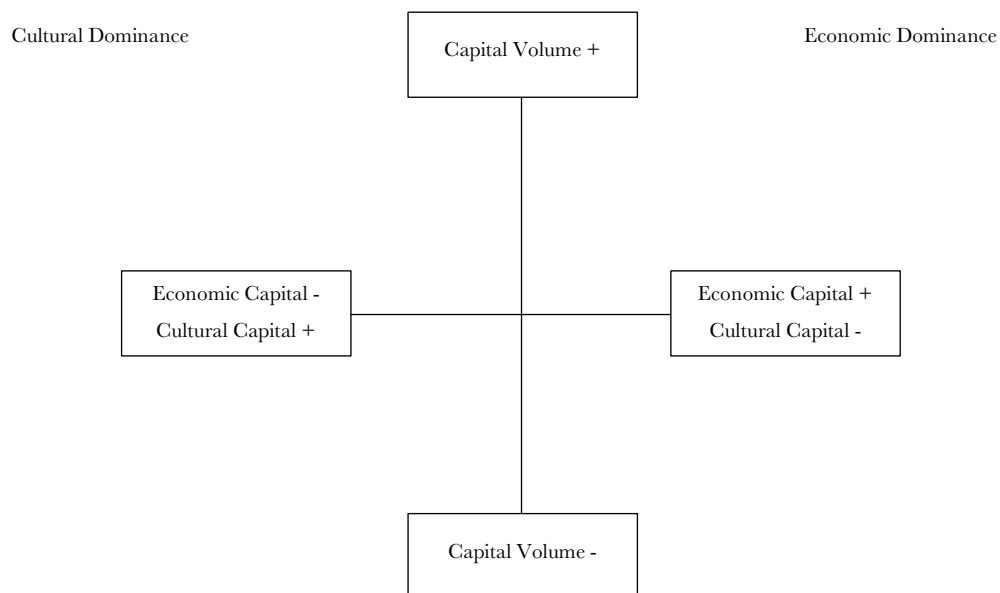 Cultural Dominance
Capital Volume +
Economic Dominance
Economic Capital -
Cultural Capital +
Economic Capital +
Cultural Capital -
Capital Volume -